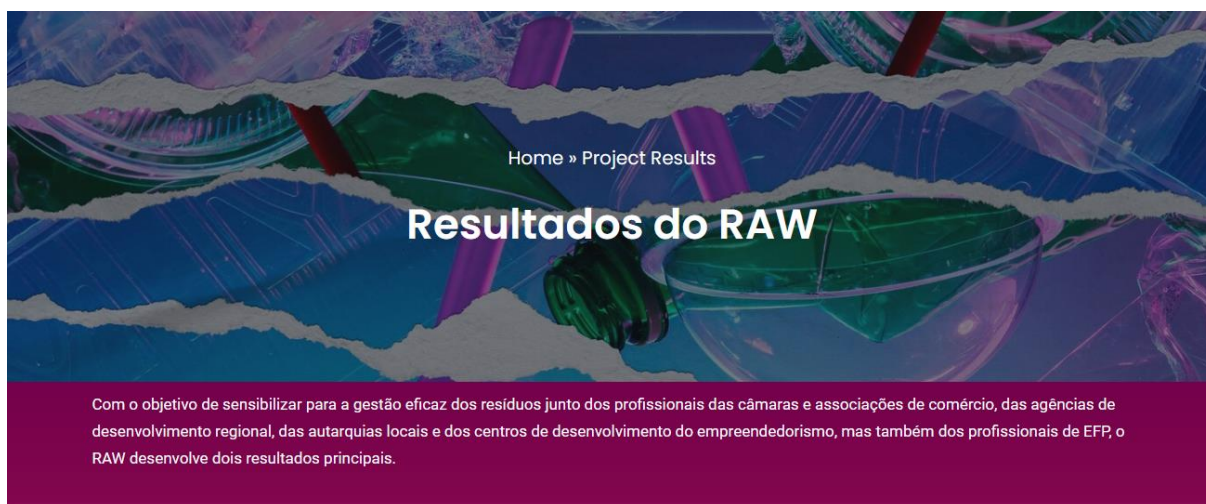 Home » Project Results
Resultados do RAW
Com o objetivo de sensibilizar para a gestão eficaz dos resíduos junto dos profissionais das câmaras e associações de comércio, das agências de
desenvolvimento regional, das autarquias locais e dos centros de desenvolvimento do empreendedorismo, mas também dos profissionais de EFP, o
RAW desenvolve dois resultados principais.